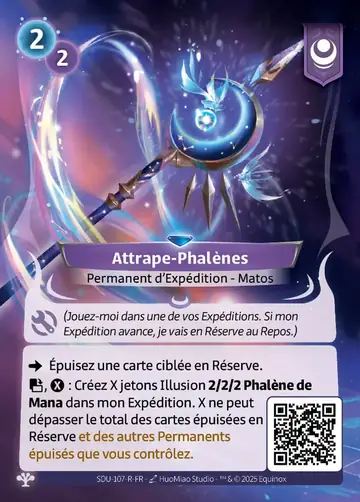 2
2
Attrape-Phalènes
Permanent d'Expédition - Matos
(Jouez-moi dans une de vos Expéditions. Si mon
Expédition avance, je vais en Réserve au Repos.)
Épuisez une carte ciblée en Réserve.
, X : Créez X jetons Illusion 2/2/2 Phalène de
Mana dans mon Expédition. X ne peut
dépasser le total des cartes épuisées en
Réserve et des autres Permanents
épuisés que vous contrôlez.
SDU-107-R-FR - HuoMiao Studio - ™ & © 2025 Equinox